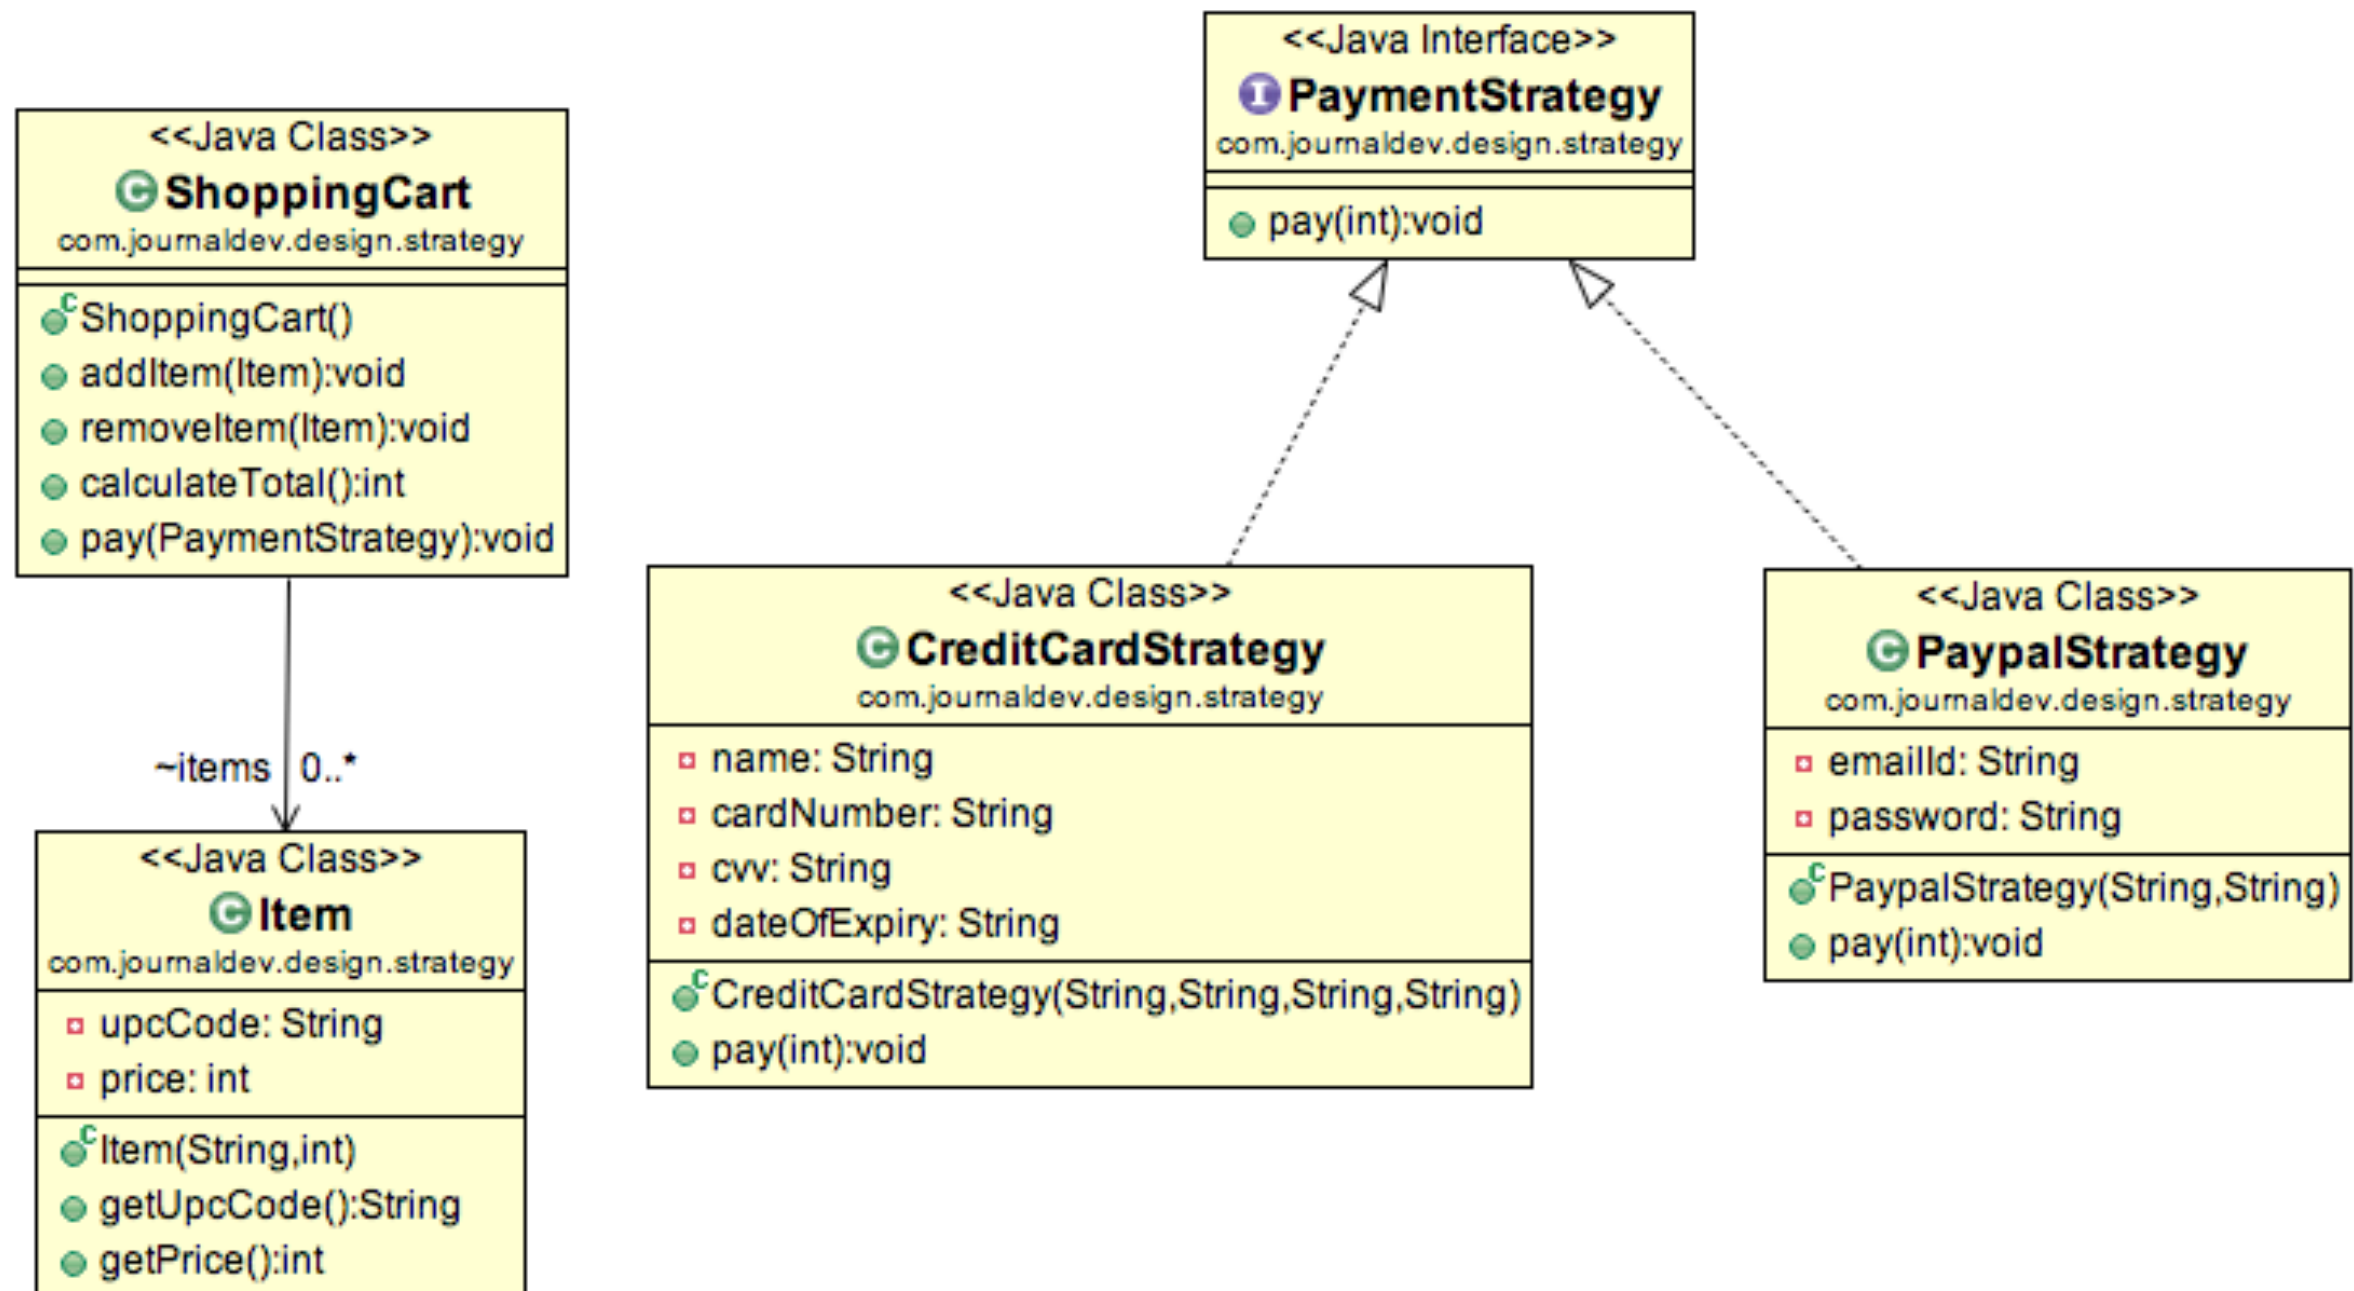 <<Java Class>>
ShoppingCart
com.journaldev.design.strategy
ShoppingCart()
addItem(Item):void
removeItem(Item):void
calculateTotal():int
pay(PaymentStrategy):void
~items 0..*
<<Java Class>>
Item
com.journaldev.design.strategy
upcCode: String
price: int
Item(String,int)
getUpcCode():String
getPrice():int
<<Java Interface>>
PaymentStrategy
com.journaldev.design.strategy
pay(int):void
<<Java Class>>
CreditCardStrategy
com.journaldev.design.strategy
name: String
cardNumber: String
cvv: String
dateOfExpiry: String
CreditCardStrategy(String,String,String,String)
pay(int):void
<<Java Class>>
PaypalStrategy
com.journaldev.design.strategy
emailId: String
password: String
PaypalStrategy(String,String)
pay(int):void